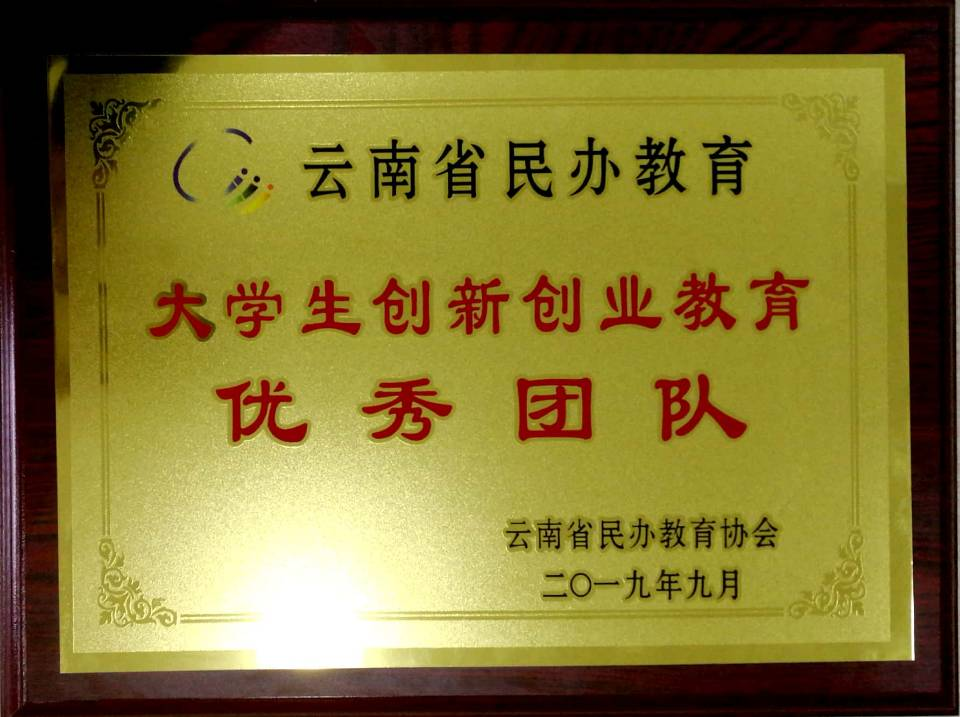 云南省民办教育
大学生创新创业教育
优秀团队
云南省民办教育协会
二〇一九年九月